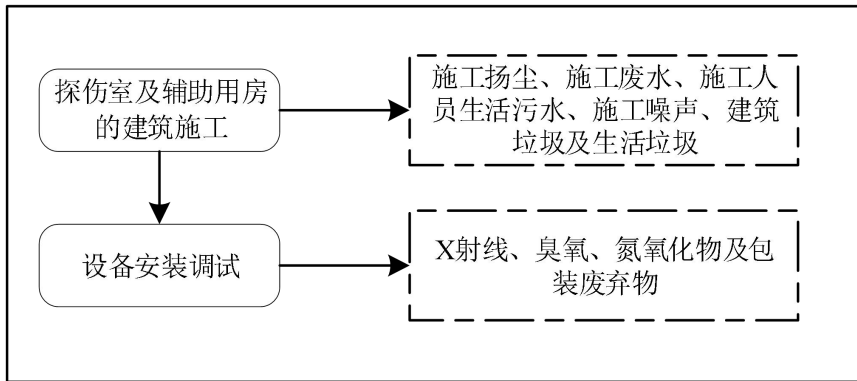 探伤室及辅助用房
的建筑施工
施工扬尘、施工废水、施工人
员生活污水、施工噪声、建筑
垃圾及生活垃圾
设备安装调试
X射线、臭氧、氮氧化物及包
装废弃物